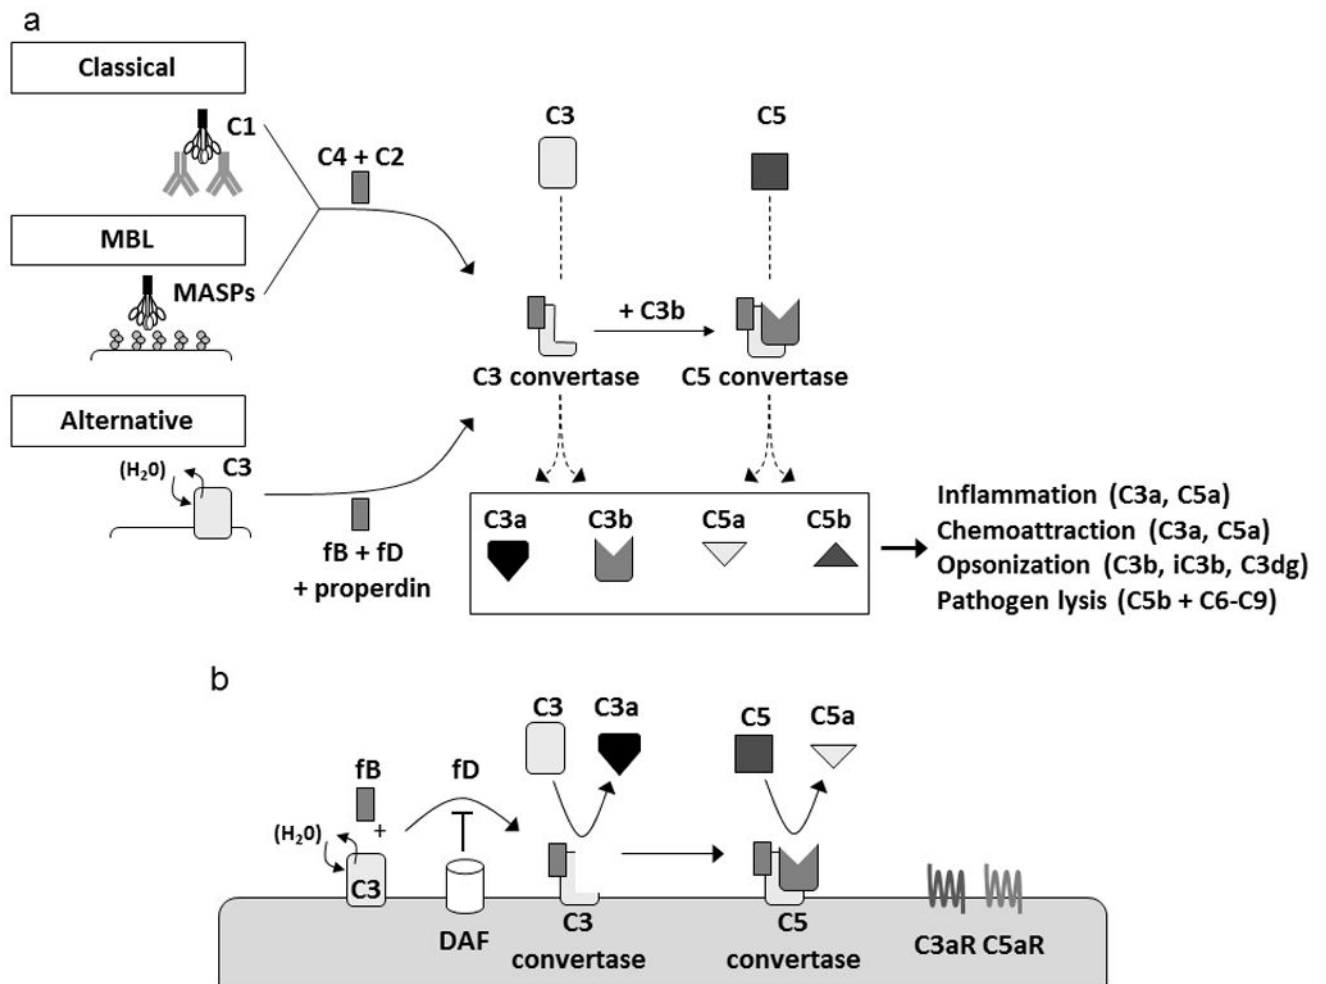 a
Classical
C1
C4 + C2
MBL
MASPs
Alternative
(H20)
C3
fB + fD
+ properdin
C3
C5
+ C3b
C3 convertase
C5 convertase
C3a
C3b
C5a
C5b
Inflammation (C3a, C5a)
Chemoattraction (C3a, C5a)
Opsonization (C3b, iC3b, C3dg)
Pathogen lysis (C5b + C6-C9)
b
fB
+
(H20)
C3
fD
DAF
C3
C3a
C3
convertase
C5
C5a
C5
convertase
C3aR C5aR